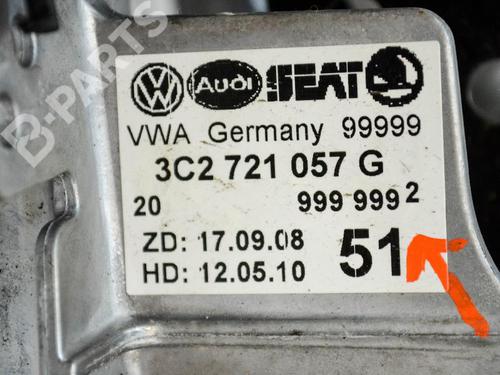 B-PARTS
Audi SEAT
VWA Germany 99999
3C2 721 057 G
20 999 999 2
ZD: 17.09.08
HD: 12.05.10 51